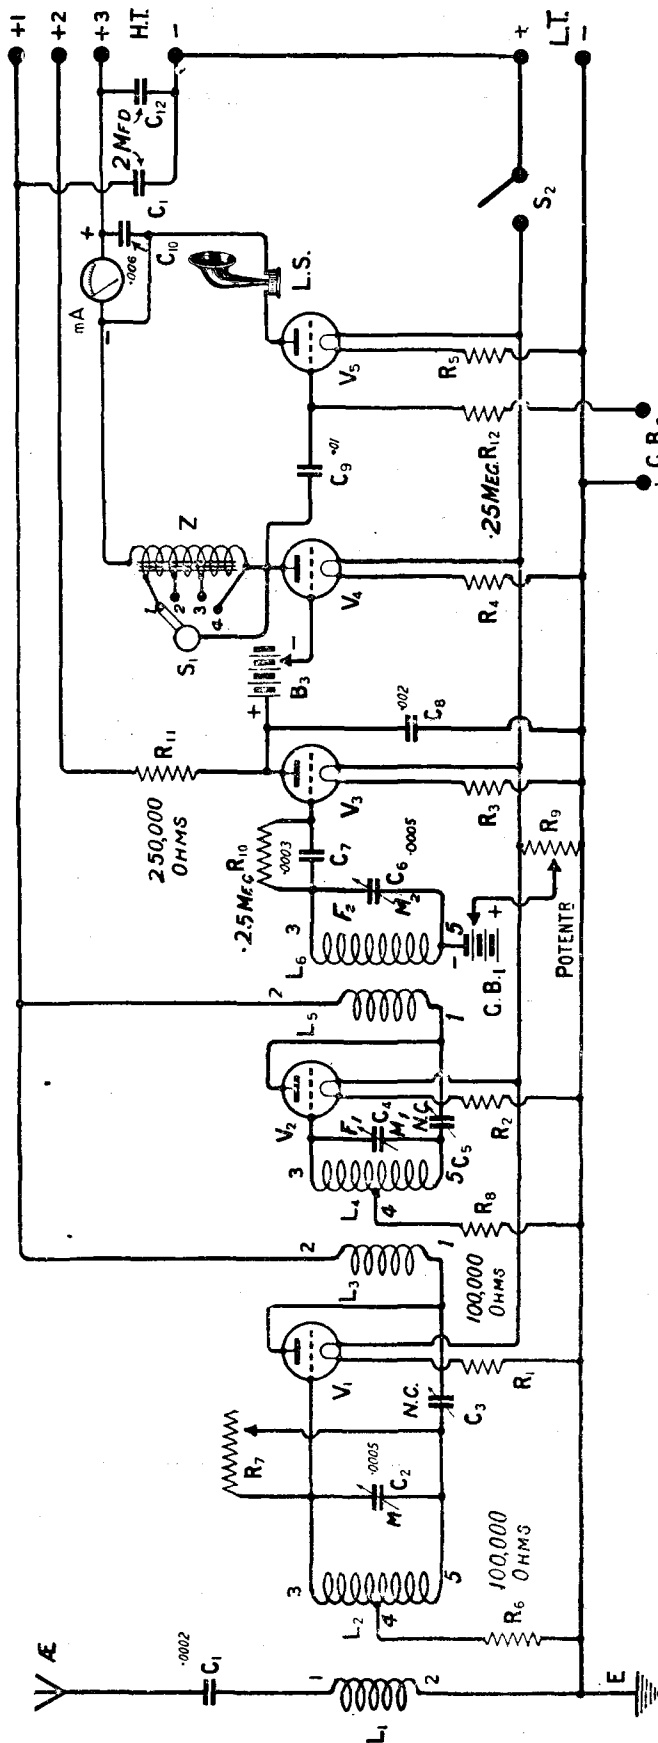 Æ
.0002
C1
1
L1
2
E
L2
3
4
5
R6
100,000
OHMS
R7
M
C2
.0005
N.C.
C3
V1
R1
2
L3
1
100,000
OHMS
R8
3
L4
4
5
F1
C4
M1
N.C.
C5
V2
R2
2
L5
1
3
L6
5
F2
C6
.0005
M2
.25 MEG R10
.0003
C7
-
G.B.1
+
POTENTR
R9
V3
R3
250,000
OHMS
R11
+
B3
-
.002
C8
S1
1
2
3
4
Z
V4
R4
C9
.01
.25 MEG. R12
V5
R5
L.S.
mA
-
+
.006
C10
C1
2 MFD
C12
+1
+2
+3
H.T.
-
S2
+
L.T.
-